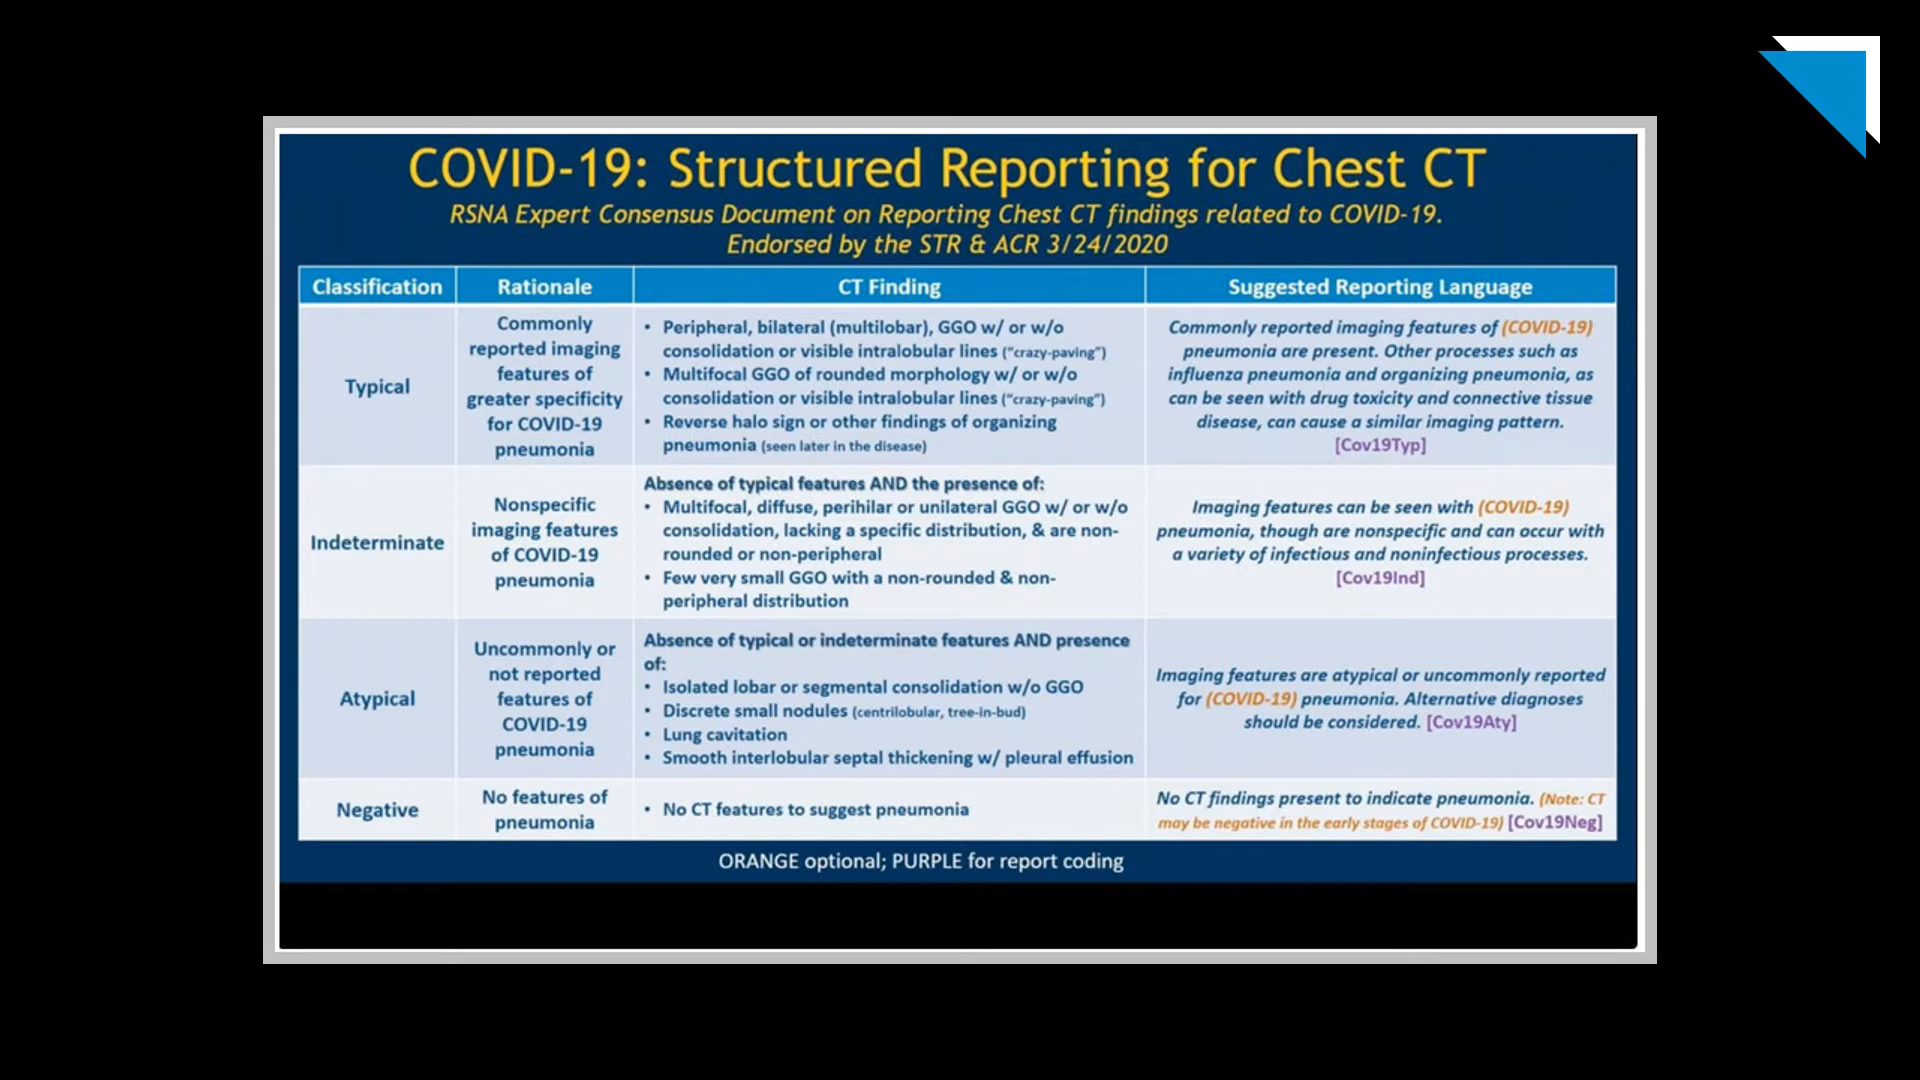 COVID-19: Structured Reporting for Chest CT
RSNA Expert Consensus Document on Reporting Chest CT findings related to COVID-19.
Endorsed by the STR & ACR 3/24/2020
Classification
Rationale
CT Finding
Suggested Reporting Language
Typical
Commonly
reported imaging
features of
greater specificity
for COVID-19
pneumonia
• Peripheral, bilateral (multilobar), GGO w/ or w/o
consolidation or visible intralobular lines (“crazy-paving”)
• Multifocal GGO of rounded morphology w/ or w/o
consolidation or visible intralobular lines (“crazy-paving”)
• Reverse halo sign or other findings of organizing
pneumonia (seen later in the disease)
Commonly reported imaging features of (COVID-19)
pneumonia are present. Other processes such as
influenza pneumonia and organizing pneumonia, as
can be seen with drug toxicity and connective tissue
disease, can cause a similar imaging pattern.
[Cov19Typ]
Indeterminate
Nonspecific
imaging features
of COVID-19
pneumonia
Absence of typical features AND the presence of:
• Multifocal, diffuse, perihilar or unilateral GGO w/ or w/o
consolidation, lacking a specific distribution, & are non-
rounded or non-peripheral
• Few very small GGO with a non-rounded & non-
peripheral distribution
Imaging features can be seen with (COVID-19)
pneumonia, though are nonspecific and can occur with
a variety of infectious and noninfectious processes.
[Cov19Ind]
Atypical
Uncommonly or
not reported
features of
COVID-19
pneumonia
Absence of typical or indeterminate features AND presence
of:
• Isolated lobar or segmental consolidation w/o GGO
• Discrete small nodules (centrilobular, tree-in-bud)
• Lung cavitation
• Smooth interlobular septal thickening w/ pleural effusion
Imaging features are atypical or uncommonly reported
for (COVID-19) pneumonia. Alternative diagnoses
should be considered. [Cov19Aty]
Negative
No features of
pneumonia
• No CT features to suggest pneumonia
No CT findings present to indicate pneumonia. (Note: CT
may be negative in the early stages of COVID-19) [Cov19Neg]
ORANGE optional; PURPLE for report coding